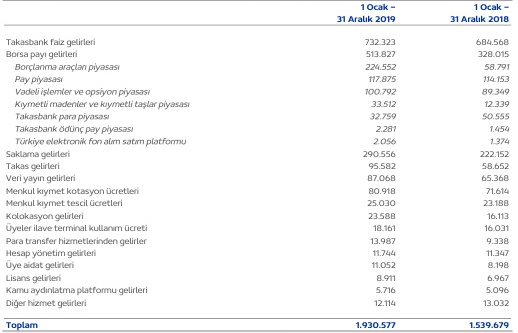 1 Ocak – 1 Ocak –
31 Aralık 2019 31 Aralık 2018
Takasbank faiz gelirleri 732.323 684.568
Borsa payı gelirleri 513.827 328.015
Borçlanma araçları piyasası 224.552 58.791
Pay piyasası 117.875 114.153
Vadeli işlemler ve opsiyon piyasası 100.792 89.349
Kıymetli madenler ve kıymetli taşlar piyasası 33.512 12.339
Takasbank para piyasası 32.759 50.555
Takasbank ödünç pay piyasası 2.281 1.454
Türkiye elektronik fon alım satım platformu 2.056 1.374
Saklama gelirleri 290.556 222.152
Takas gelirleri 95.582 58.652
Veri yayın gelirleri 87.068 65.368
Menkul kıymet kotasyon ücretleri 80.918 71.614
Menkul kıymet tescil ücretleri 25.030 23.188
Kolokasyon gelirleri 23.588 16.113
Üyeler ilave terminal kullanım ücreti 18.161 16.031
Para transfer hizmetlerinden gelirler 13.987 9.338
Hesap yönetim gelirleri 11.744 11.347
Üye aidat gelirleri 11.052 8.198
Lisans gelirleri 8.911 6.967
Kamu aydınlatma platformu gelirleri 5.716 5.096
Diğer hizmet gelirleri 12.114 13.032
Toplam 1.930.577 1.539.679